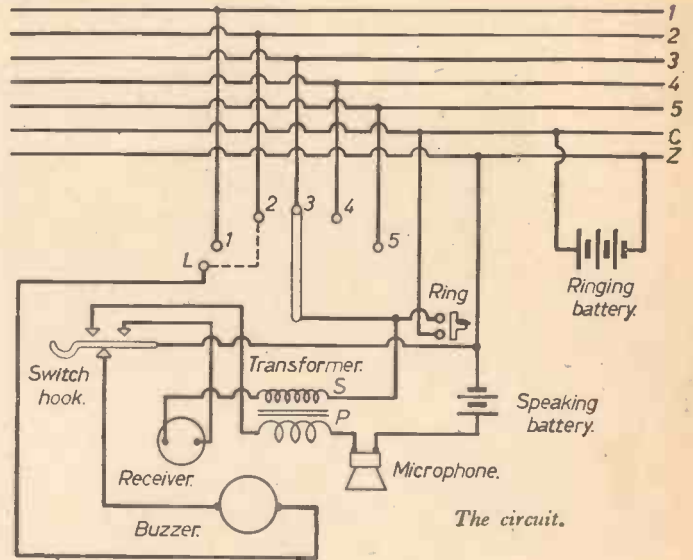 1
2
3
4
5
C
Z
1
2
3
4
5
L
Ring
Ringing
battery.
Switch
hook.
Transformer.
S
P
Speaking
battery.
Receiver.
Microphone.
Buzzer.
The circuit.